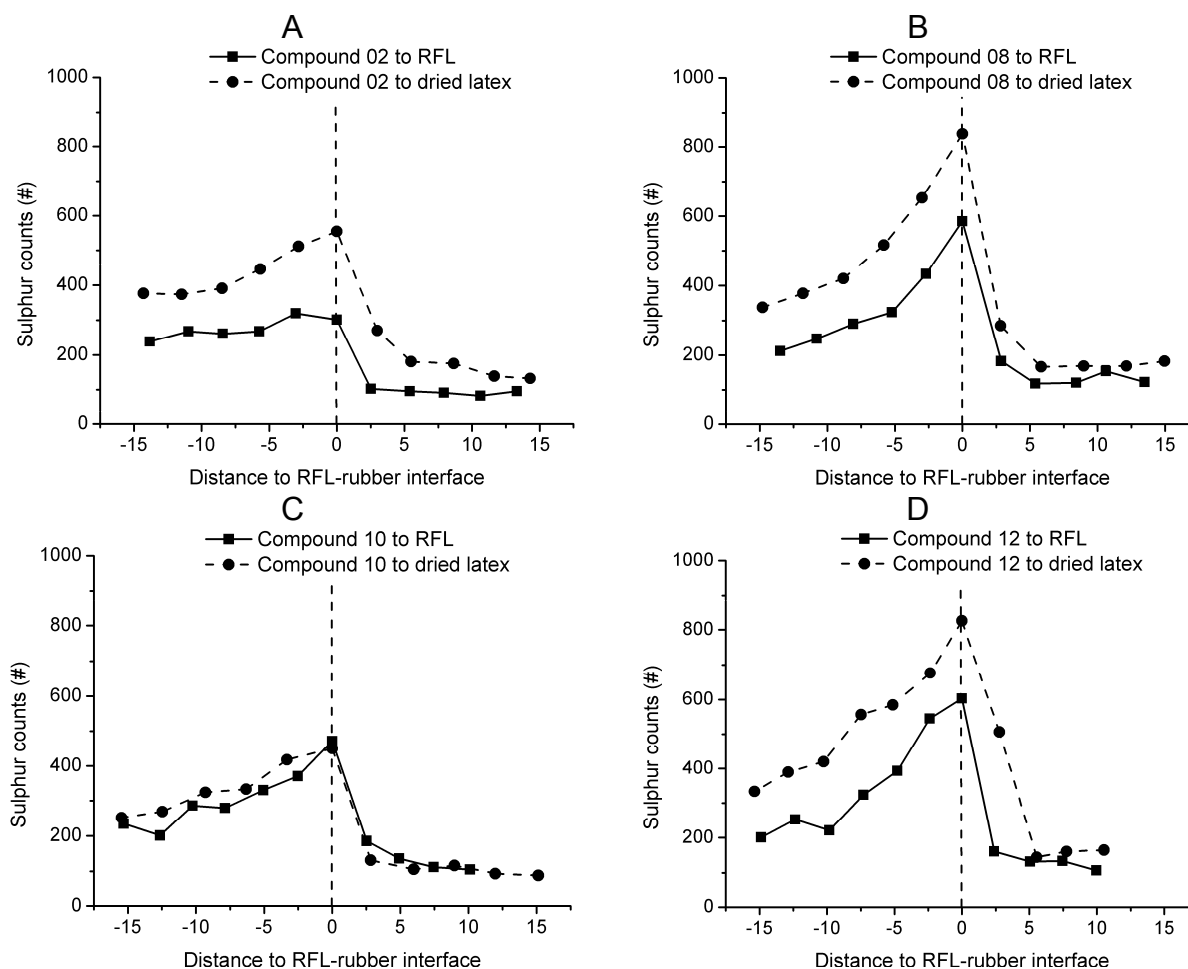 A
Compound 02 to RFL
Compound 02 to dried latex
1000
800
600
400
200
0
Sulphur counts (#)
-15 -10 -5 0 5 10 15
Distance to RFL-rubber interface
B
Compound 08 to RFL
Compound 08 to dried latex
1000
800
600
400
200
0
Sulphur counts (#)
-15 -10 -5 0 5 10 15
Distance to RFL-rubber interface
C
Compound 10 to RFL
Compound 10 to dried latex
1000
800
600
400
200
0
Sulphur counts (#)
-15 -10 -5 0 5 10 15
Distance to RFL-rubber interface
D
Compound 12 to RFL
Compound 12 to dried latex
1000
800
600
400
200
0
Sulphur counts (#)
-15 -10 -5 0 5 10 15
Distance to RFL-rubber interface